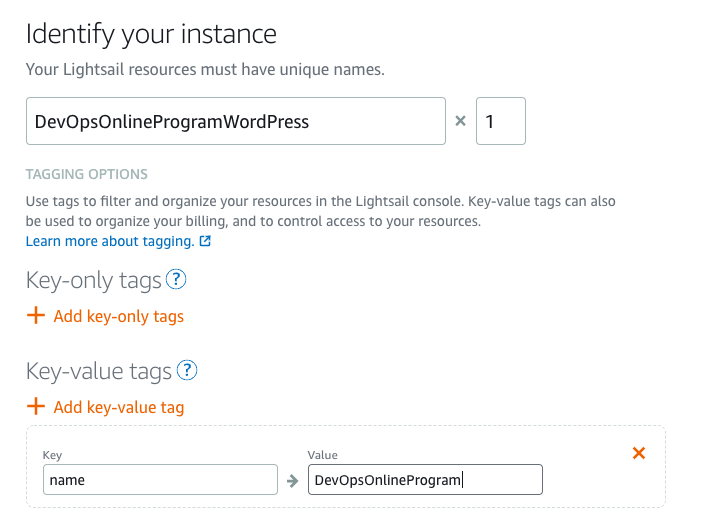 Identify your instance
Your Lightsail resources must have unique names.
DevOpsOnlineProgramWordPress × 1
TAGGING OPTIONS
Use tags to filter and organize your resources in the Lightsail console. Key-value tags can also
be used to organize your billing, and to control access to your resources.
Learn more about tagging.
Key-only tags ?
+ Add key-only tags
Key-value tags ?
+ Add key-value tag
Key Value
name DevOpsOnlineProgram